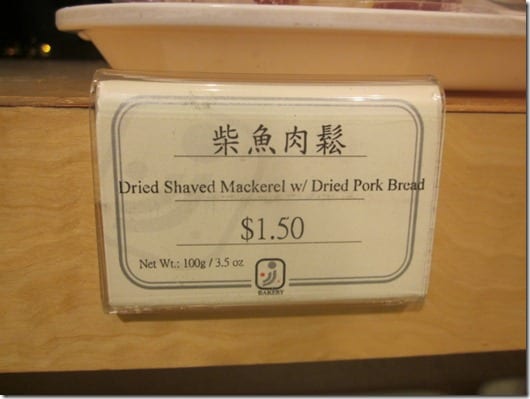 柴魚肉鬆
Dried Shaved Mackerel w/ Dried Pork Bread
$1.50
Net Wt.: 100g / 3.5 oz
BAKERY